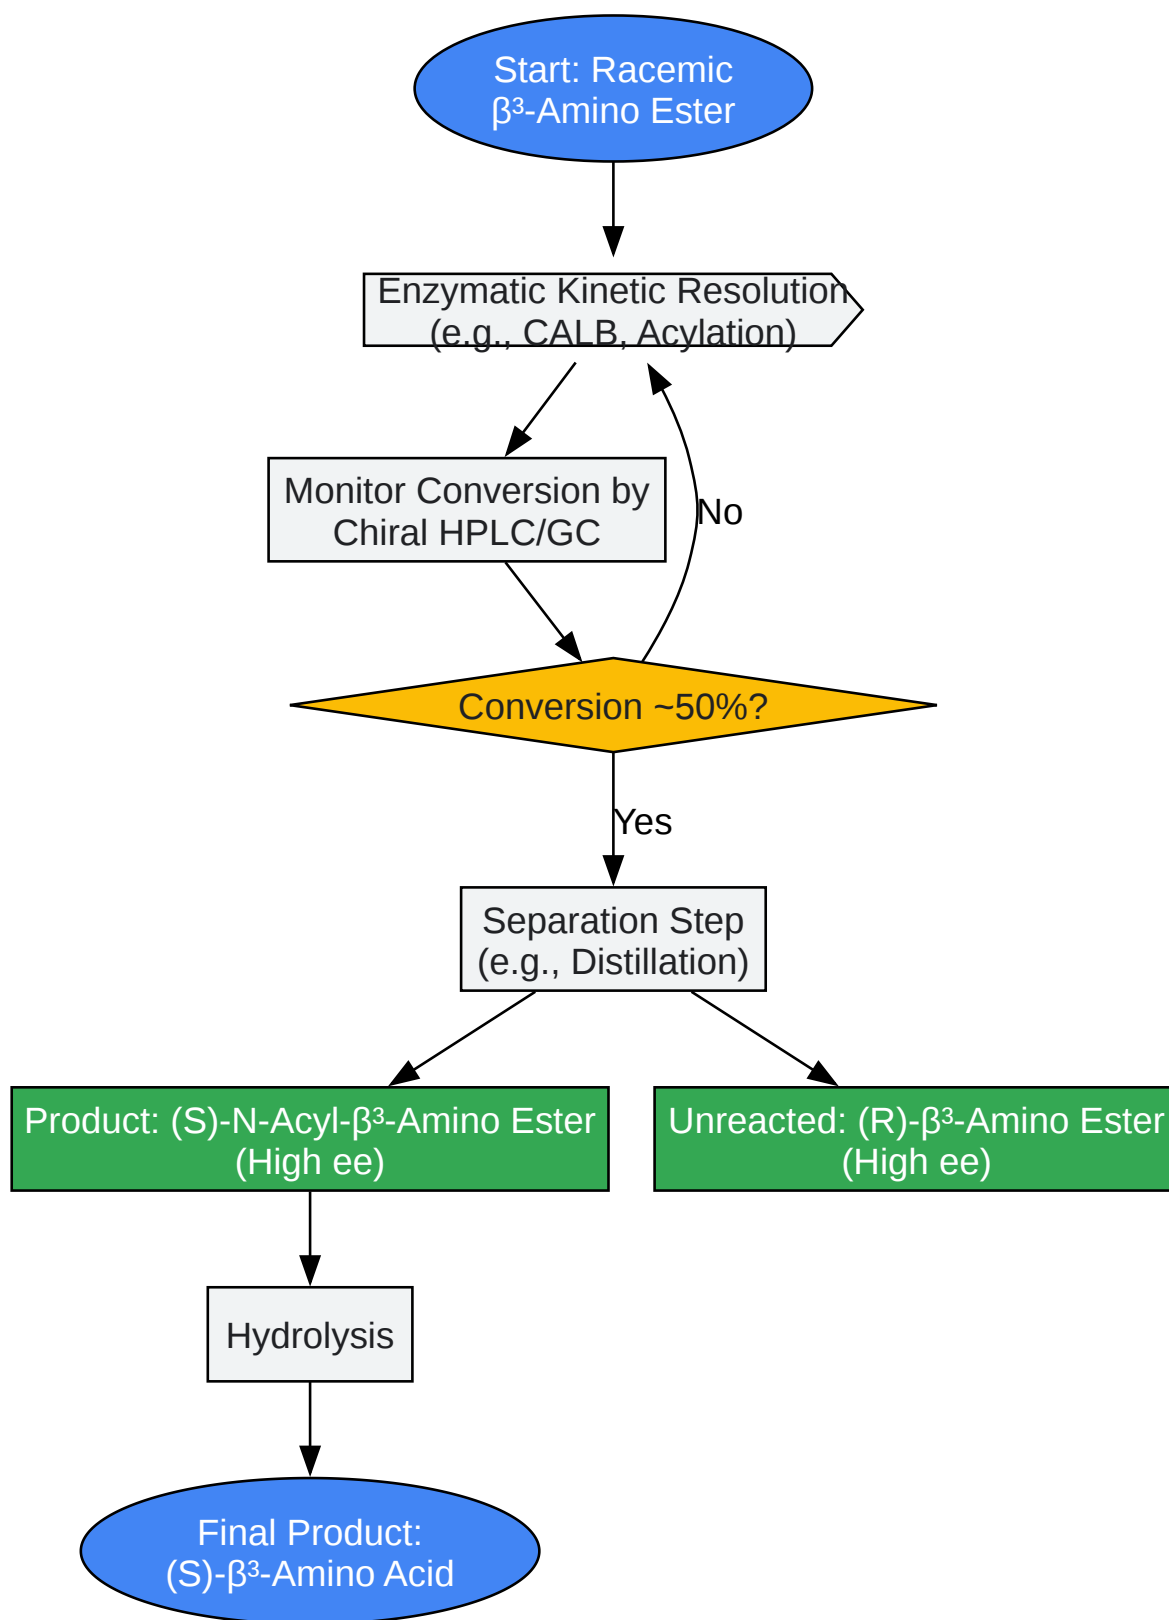 Start: Racemic
β³-Amino Ester
Enzymatic Kinetic Resolution
(e.g., CALB, Acylation)
Monitor Conversion by
Chiral HPLC/GC
No
Conversion ~50%?
Yes
Separation Step
(e.g., Distillation)
Product: (S)-N-Acyl-β³-Amino Ester
(High ee)
Unreacted: (R)-β³-Amino Ester
(High ee)
Hydrolysis
Final Product:
(S)-β³-Amino Acid